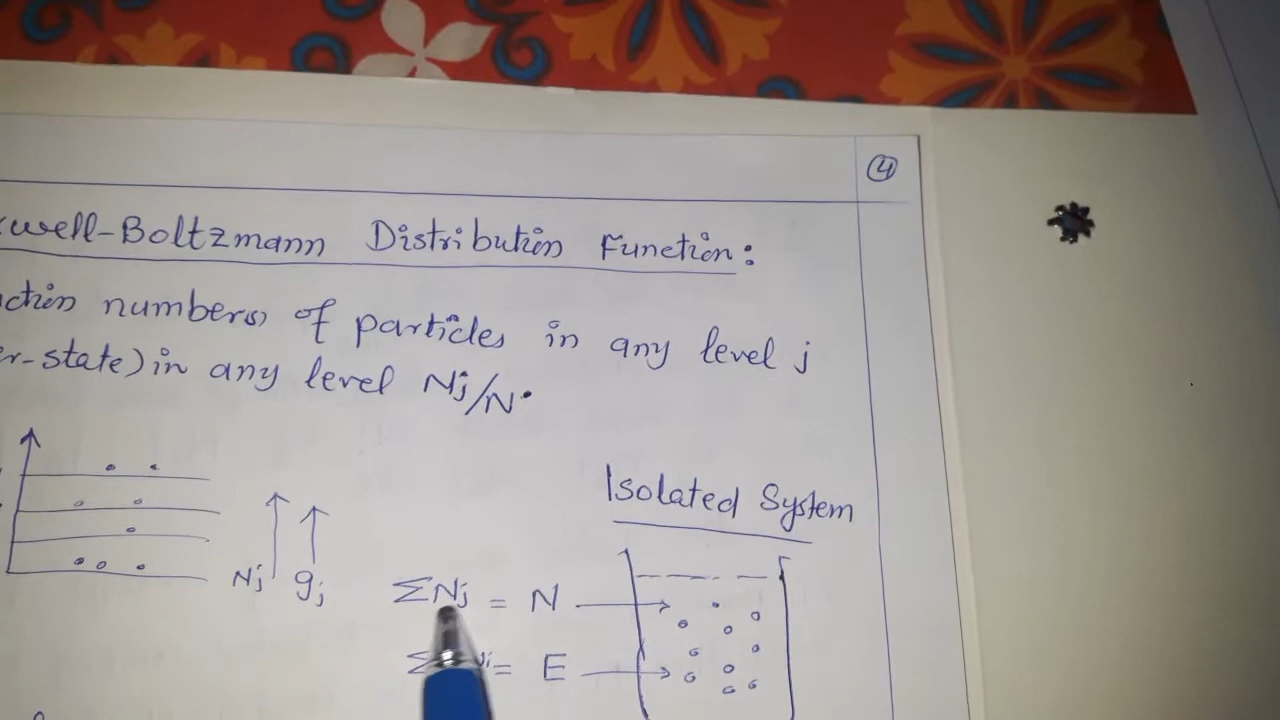 ④
well-Boltzmann Distribution Function:
ction numbers of particles in any level j
r-state) in any level Nj/N.
Isolated System
Nj gj
ΣNj = N
Σ = E